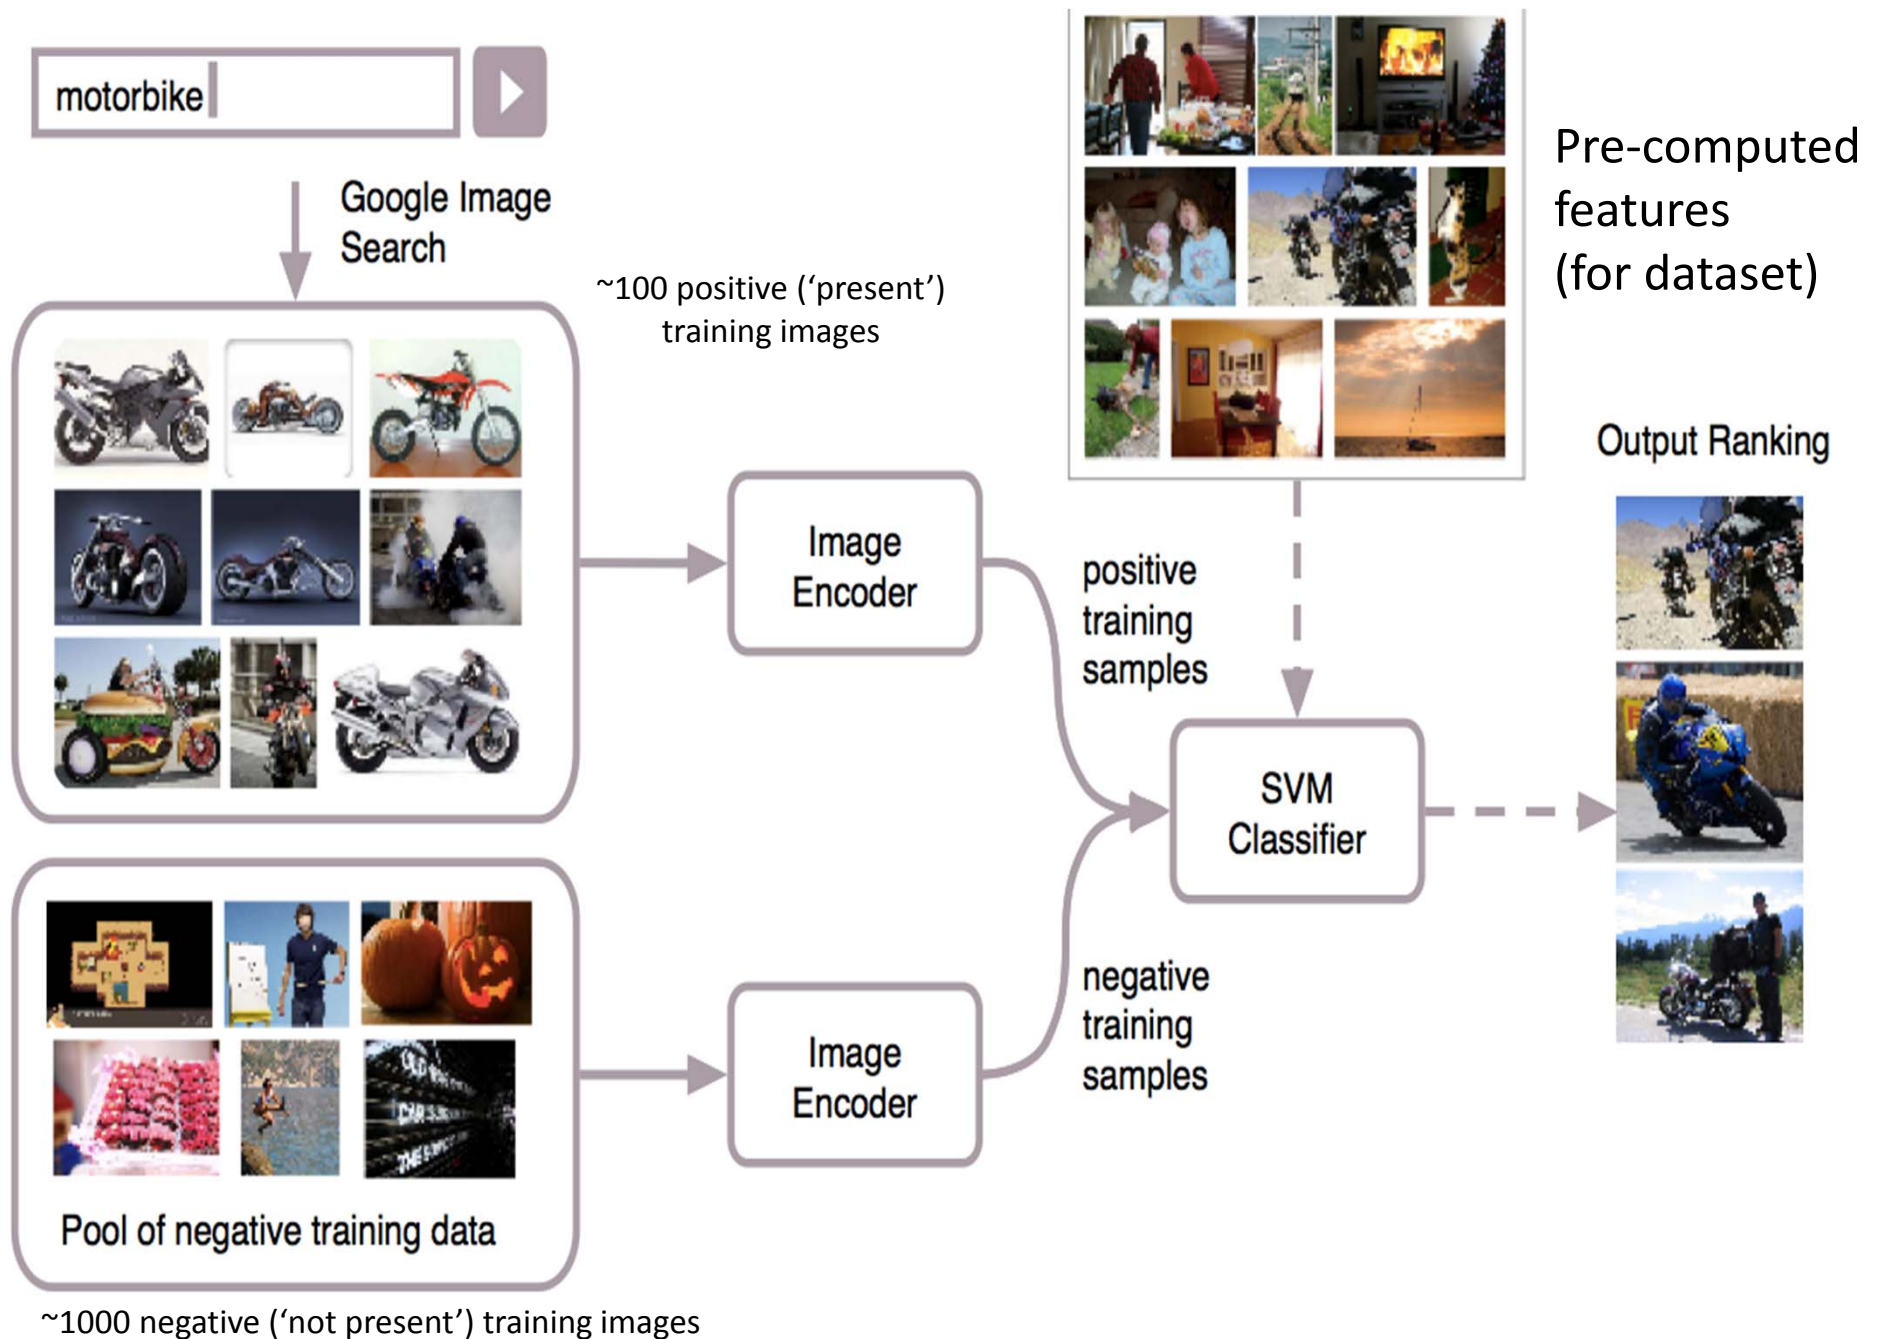 motorbike
Google Image
Search
~100 positive (‘present’)
training images
Pre-computed
features
(for dataset)
Output Ranking
Image
Encoder
positive
training
samples
SVM
Classifier
Image
Encoder
negative
training
samples
Pool of negative training data
~1000 negative (‘not present’) training images